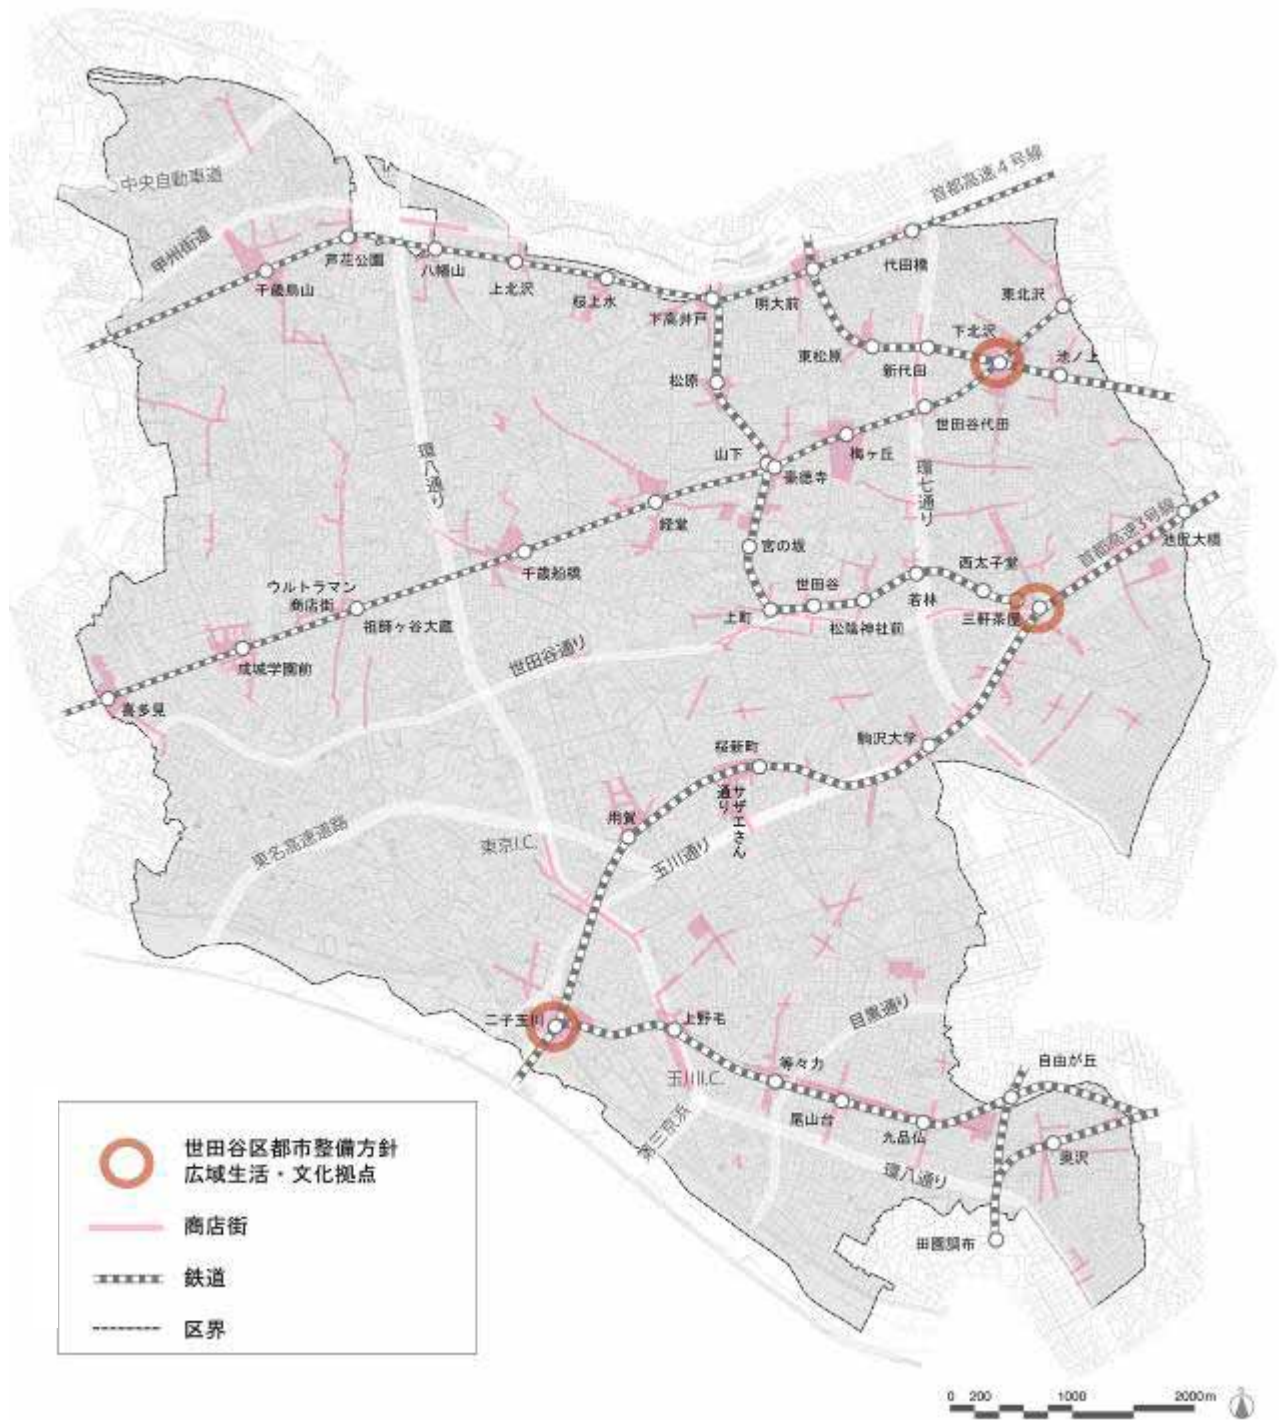 首都高速4号線
中央自動車道
甲州街道
芦花公園
八幡山
代田橋
千歳烏山
上北沢
桜上水
下高井戸
明大前
東北沢
下北沢
東松原
新代田
池ノ上
松原
世田谷代田
山下
梅ヶ丘
豪徳寺
環八通り
環七通り
経堂
首都高速3号線
池尻大橋
宮の坂
千歳船橋
西太子堂
ウルトラマン
商店街
世田谷
若林
上町
松陰神社前
三軒茶屋
祖師ヶ谷大蔵
成城学園前
世田谷通り
喜多見
駒沢大学
桜新町
サザエさん
通り
用賀
東名高速道路
東京I.C.
玉川通り
二子玉川
上野毛
目黒通り
等々力
自由が丘
玉川I.C.
尾山台
九品仏
第三京浜
奥沢
環八通り
田園調布
世田谷区都市整備方針
広域生活・文化拠点
商店街
鉄道
区界
0 200 1000 2000m